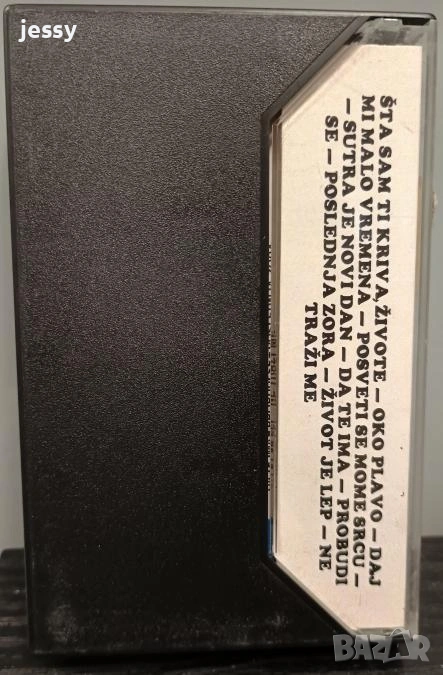 jessy
ŠTA SAM TI KRIVA, ŽIVOTE – OKO PLAVO – DAJ
MI MALO VREMENA – POSVETI SE MOME SRCU –
– SUTRA JE NOVI DAN – DA TE IMA – PROBUDI
SE – POSLEDNJA ZORA – ŽIVOT JE LEP – NE
TRAŽI ME
BAZAR